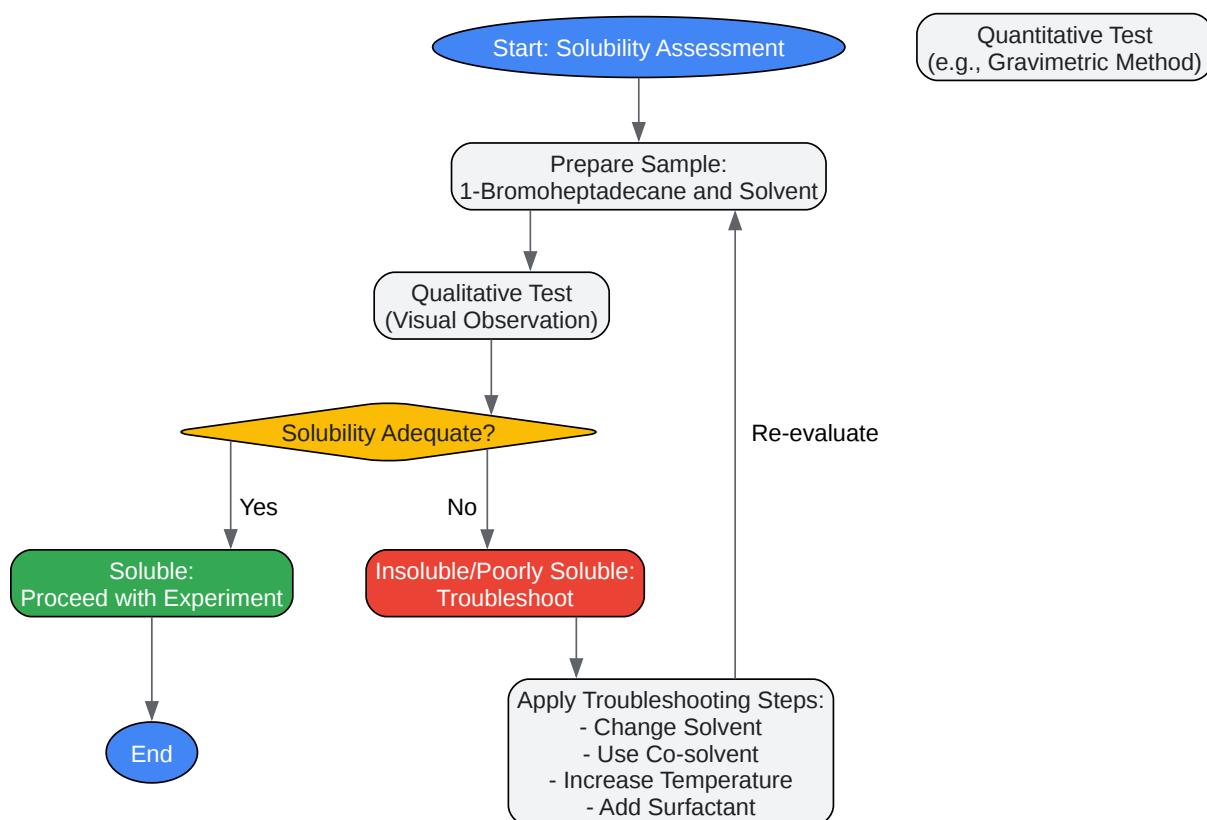 Start: Solubility Assessment
Quantitative Test
(e.g., Gravimetric Method)
Prepare Sample:
1-Bromoheptadecane and Solvent
Qualitative Test
(Visual Observation)
Solubility Adequate?
Re-evaluate
Yes
No
Soluble:
Proceed with Experiment
Insoluble/Poorly Soluble:
Troubleshoot
Apply Troubleshooting Steps:
- Change Solvent
- Use Co-solvent
- Increase Temperature
- Add Surfactant
End